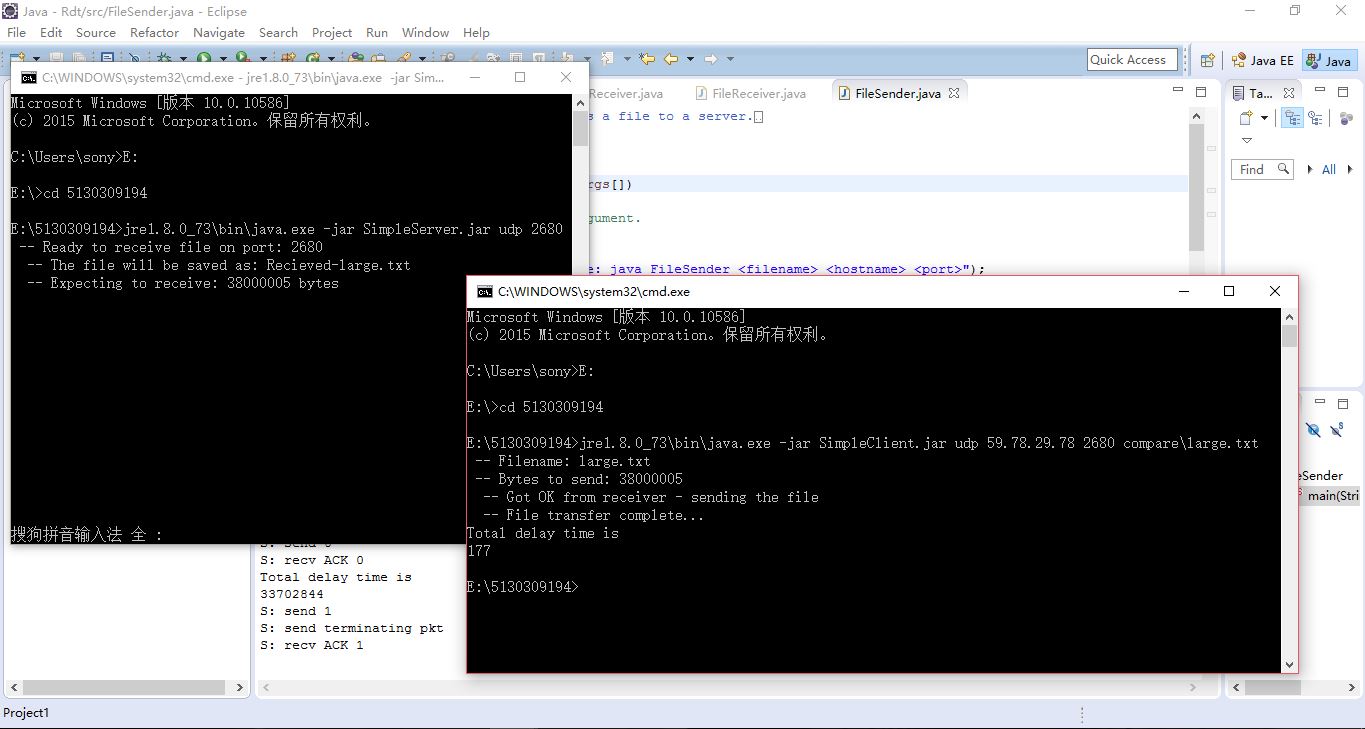 Java - Rdt/src/FileSender.java - Eclipse
File Edit Source Refactor Navigate Search Project Run Window Help
Quick Access
Java EE
Java
C:\WINDOWS\system32\cmd.exe - jre1.8.0_73\bin\java.exe -jar Sim...
Microsoft Windows [版本 10.0.10586]
(c) 2015 Microsoft Corporation。保留所有权利。
C:\Users\sony>E:
E:\>cd 5130309194
E:\5130309194>jre1.8.0_73\bin\java.exe -jar SimpleServer.jar udp 2680
-- Ready to receive file on port: 2680
-- The file will be saved as: Recieved-large.txt
-- Expecting to receive: 38000005 bytes
搜狗拼音输入法 全 :
Receiver.java
FileReceiver.java
FileSender.java
s a file to a server.
rgs[])
gument.
e: java FileSender <filename> <hostname> <port>");
Ta...
Find
All
C:\WINDOWS\system32\cmd.exe
Microsoft Windows [版本 10.0.10586]
(c) 2015 Microsoft Corporation。保留所有权利。
C:\Users\sony>E:
E:\>cd 5130309194
E:\5130309194>jre1.8.0_73\bin\java.exe -jar SimpleClient.jar udp 59.78.29.78 2680 compare\large.txt
-- Filename: large.txt
-- Bytes to send: 38000005
-- Got OK from receiver - sending the file
-- File transfer complete...
Total delay time is
177
E:\5130309194>
eSender
main(Stri
S: send 0
S: recv ACK 0
Total delay time is
33702844
S: send 1
S: send terminating pkt
S: recv ACK 1
Project1